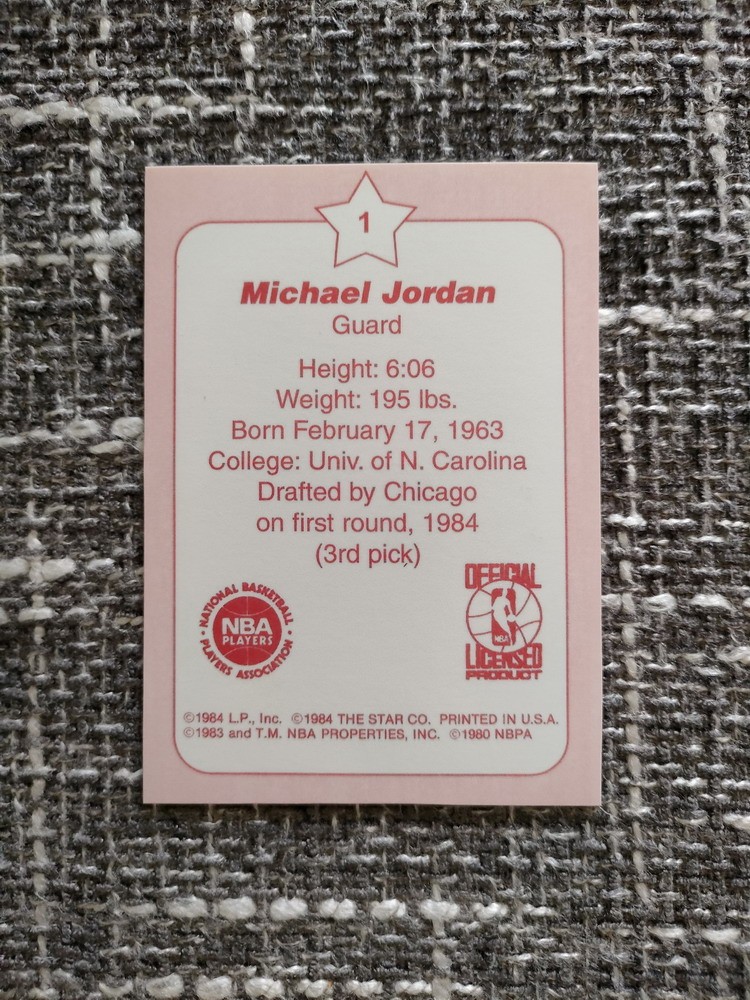 1
Michael Jordan
Guard
Height: 6:06
Weight: 195 lbs.
Born February 17, 1963
College: Univ. of N. Carolina
Drafted by Chicago
on first round, 1984
(3rd pick)
NATIONAL BASKETBALL
NBA
PLAYERS
PLAYERS ASSOCIATION
OFFICIAL
NBA
LICENSED
PRODUCT
©1984 L.P., Inc. ©1984 THE STAR CO. PRINTED IN U.S.A.
©1983 and T.M. NBA PROPERTIES, INC. ©1980 NBPA